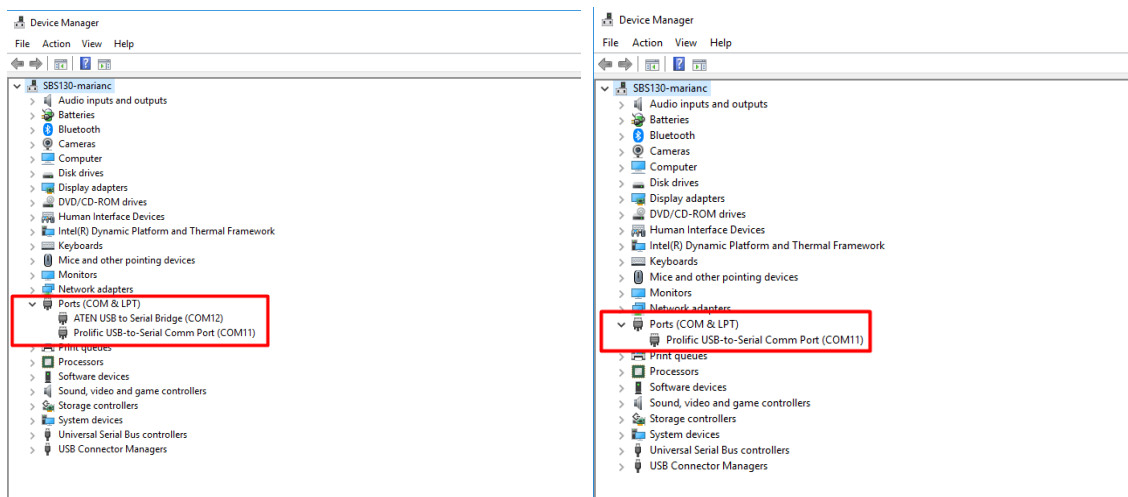 Device Manager
File Action View Help
SBS130-marianc
Audio inputs and outputs
Batteries
Bluetooth
Cameras
Computer
Disk drives
Display adapters
DVD/CD-ROM drives
Human Interface Devices
Intel(R) Dynamic Platform and Thermal Framework
Keyboards
Mice and other pointing devices
Monitors
Network adapters
Ports (COM & LPT)
ATEN USB to Serial Bridge (COM12)
Prolific USB-to-Serial Comm Port (COM11)
Print queues
Processors
Software devices
Sound, video and game controllers
Storage controllers
System devices
Universal Serial Bus controllers
USB Connector Managers
Device Manager
File Action View Help
SBS130-marianc
Audio inputs and outputs
Batteries
Bluetooth
Cameras
Computer
Disk drives
Display adapters
DVD/CD-ROM drives
Human Interface Devices
Intel(R) Dynamic Platform and Thermal Framework
Keyboards
Mice and other pointing devices
Monitors
Network adapters
Ports (COM & LPT)
Prolific USB-to-Serial Comm Port (COM11)
Print queues
Processors
Software devices
Sound, video and game controllers
Storage controllers
System devices
Universal Serial Bus controllers
USB Connector Managers